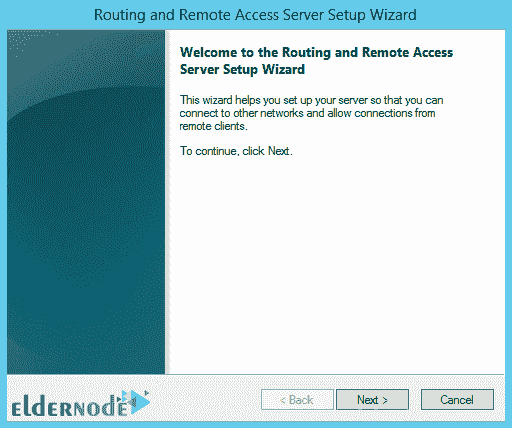 Routing and Remote Access Server Setup Wizard
Welcome to the Routing and Remote Access
Server Setup Wizard
This wizard helps you set up your server so that you can
connect to other networks and allow connections from
remote clients.
To continue, click Next.
eldernode
< Back
Next >
Cancel